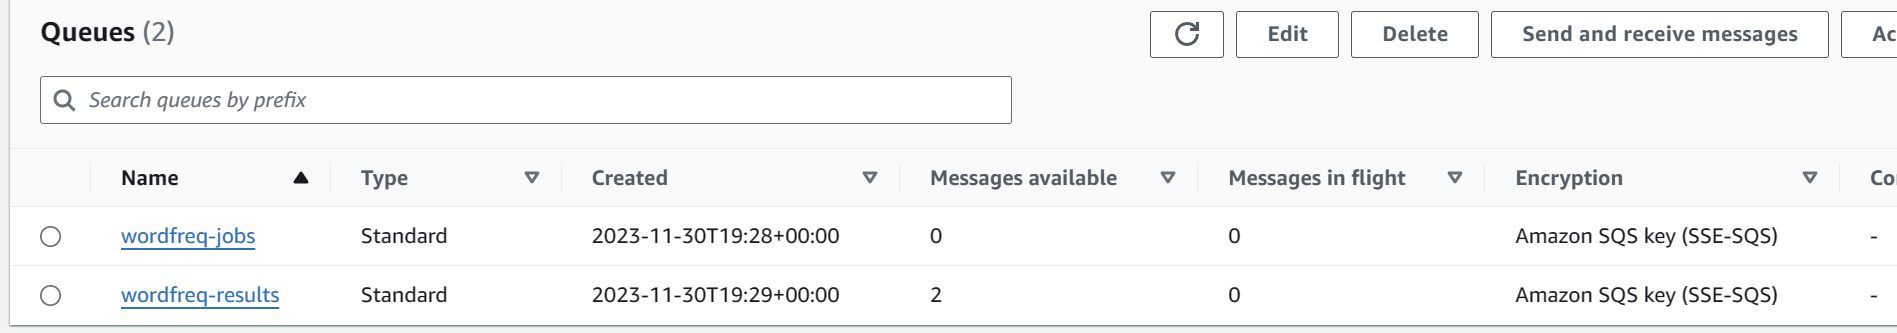 Queues (2)
Edit
Delete
Send and receive messages
Search queues by prefix
Name Type Created Messages available Messages in flight Encryption
wordfreq-jobs Standard 2023-11-30T19:28+00:00 0 0 Amazon SQS key (SSE-SQS) -
wordfreq-results Standard 2023-11-30T19:29+00:00 2 0 Amazon SQS key (SSE-SQS) -